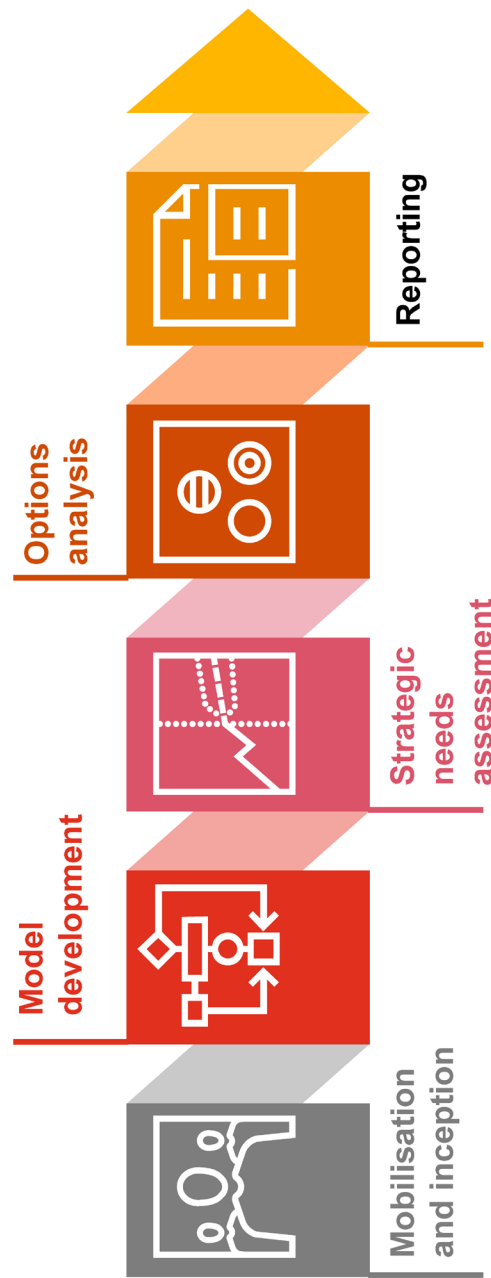 Mobilisation
and inception
Model
development
Strategic
needs
assessment
Options
analysis
Reporting